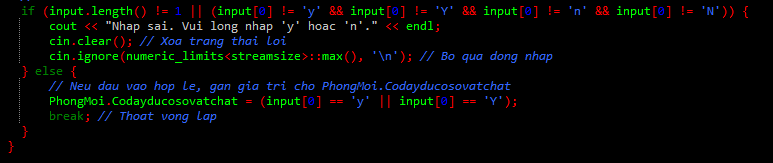 if (input.length() != 1 || (input[0] != 'y' && input[0] != 'Y' && input[0] != 'n' && input[0] != 'N')) {
cout << "Nhap sai. Vui long nhap 'y' hoac 'n'." << endl;
cin.clear(); // Xoa trang thai loi
cin.ignore(numeric_limits<streamsize>::max(), '\n'); // Bo qua dong nhap
} else {
// Neu dau vao hop le, gan gia tri cho PhongMoi.Codayducosovatchat
PhongMoi.Codayducosovatchat = (input[0] == 'y' || input[0] == 'Y');
break; // Thoat vong lap
}
}